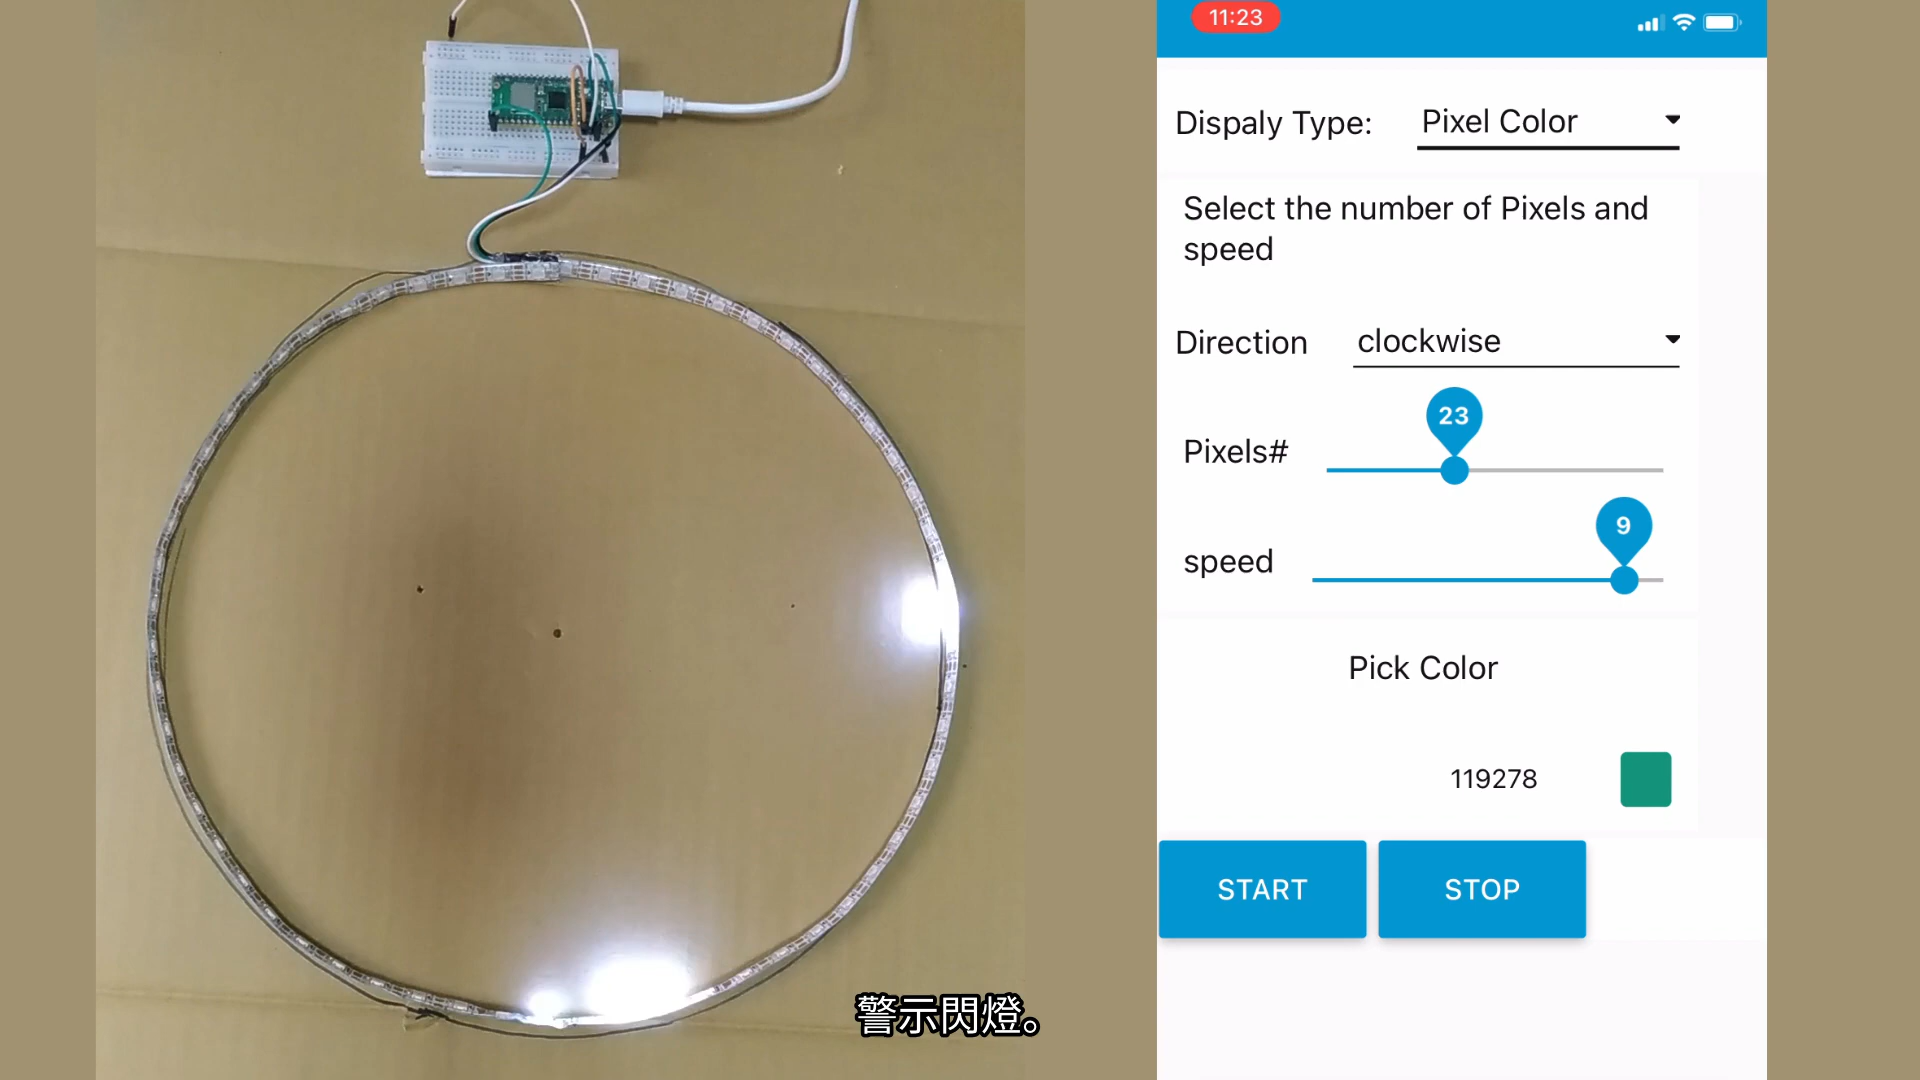 11:23
Dispaly Type:
Pixel Color
Select the number of Pixels and
speed
Direction
clockwise
23
Pixels#
9
speed
Pick Color
119278
START
STOP
警示閃燈。